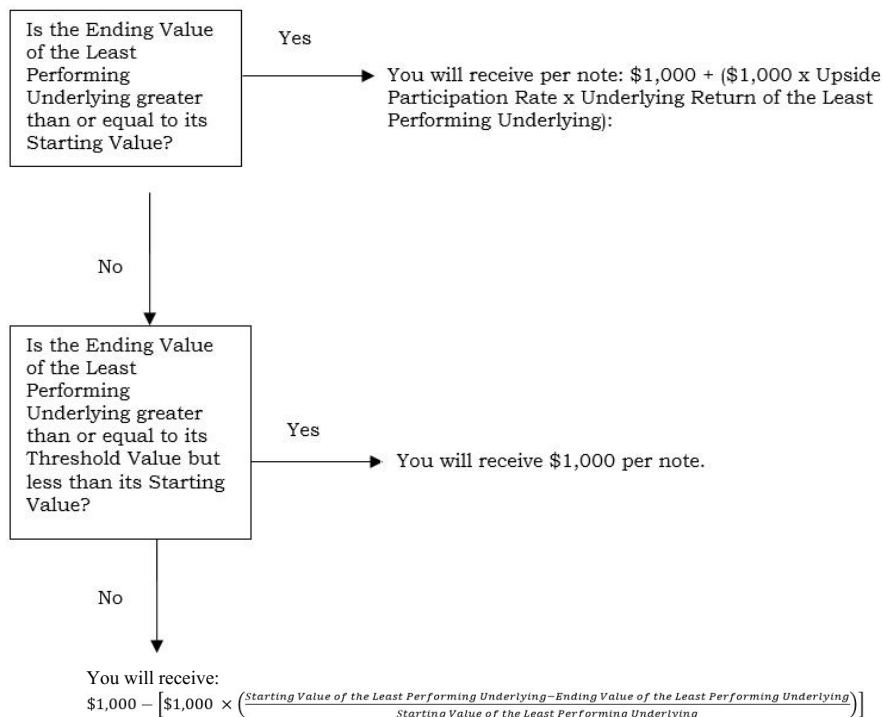 Is the Ending Value
of the Least
Performing
Underlying greater
than or equal to its
Starting Value?
Yes
You will receive per note: $1,000 + ($1,000 x Upside
Participation Rate x Underlying Return of the Least
Performing Underlying):
No
Is the Ending Value
of the Least
Performing
Underlying greater
than or equal to its
Threshold Value but
less than its Starting
Value?
Yes
You will receive $1,000 per note.
No
You will receive:
$1,000 − [$1,000 × (Starting Value of the Least Performing Underlying−Ending Value of the Least Performing Underlying
Starting Value of the Least Performing Underlying)]